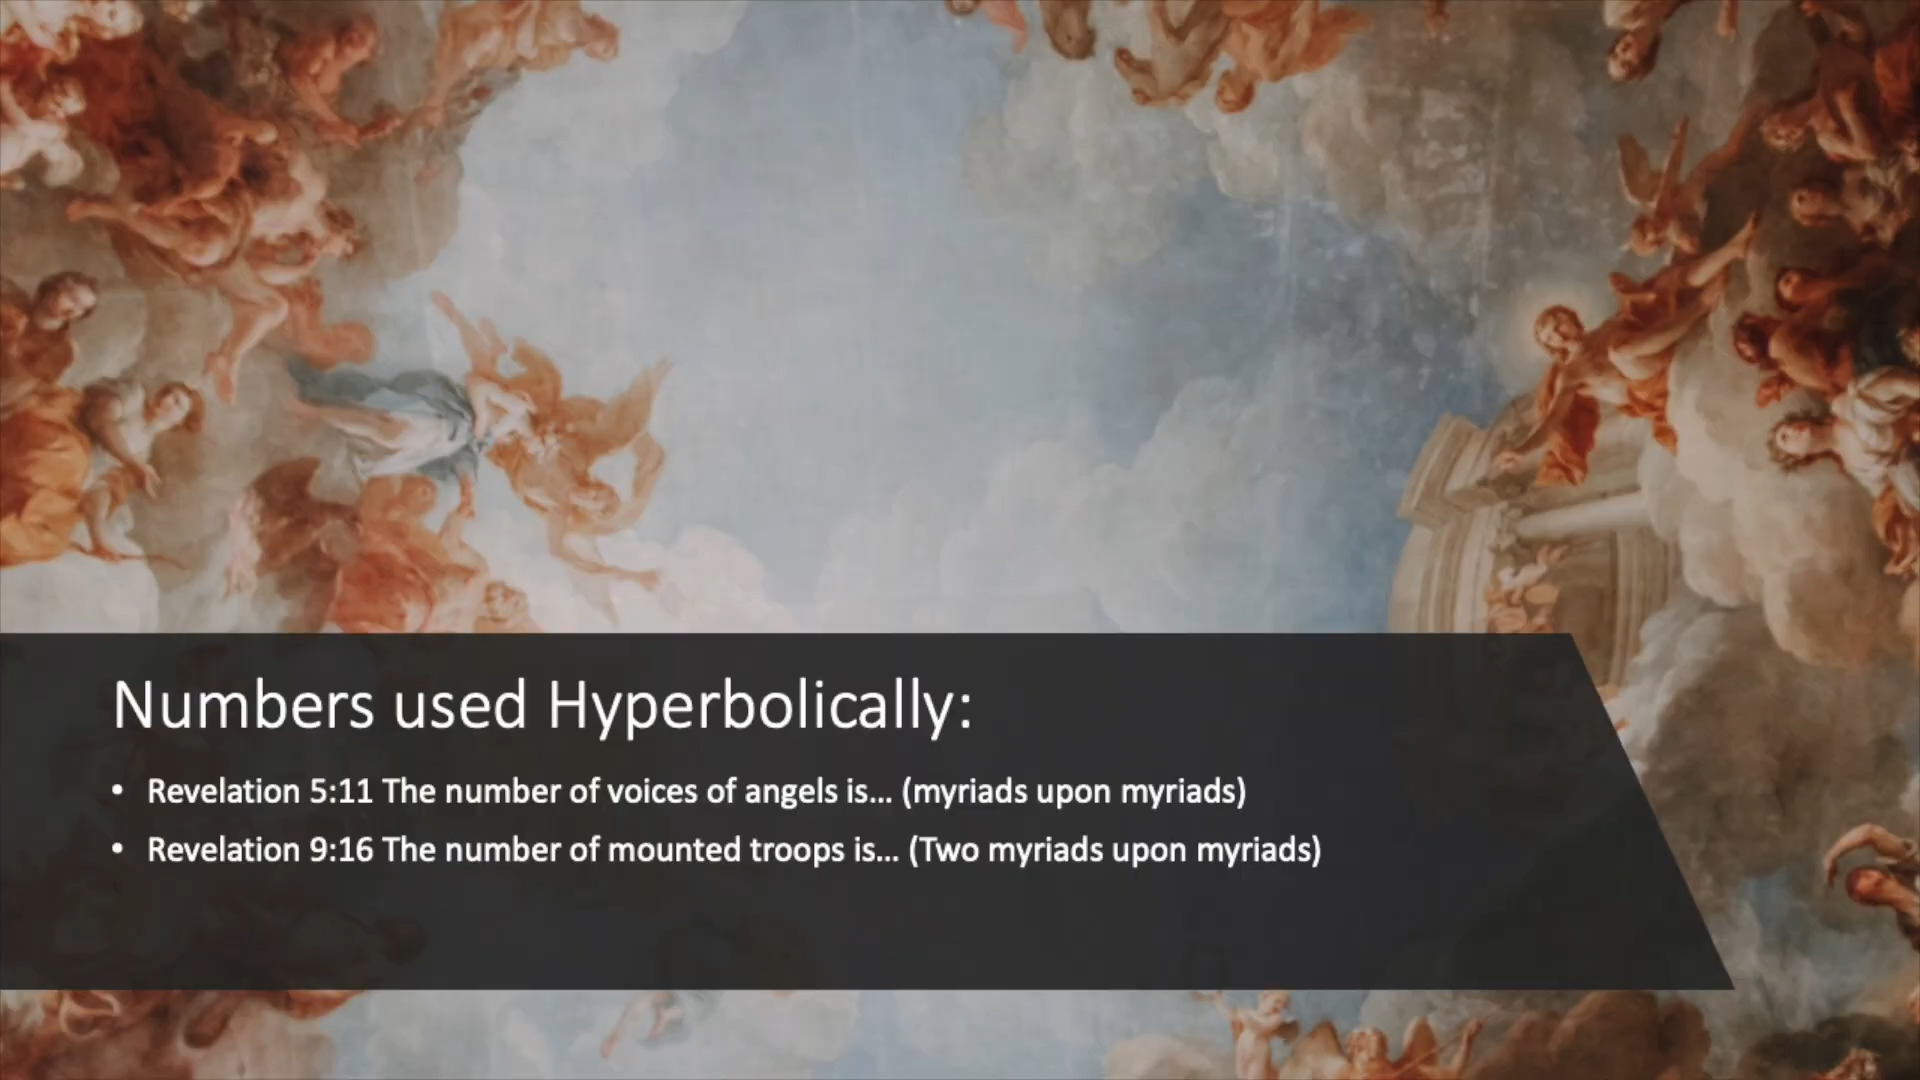 Numbers used Hyperbolically:
• Revelation 5:11 The number of voices of angels is... (myriads upon myriads)
• Revelation 9:16 The number of mounted troops is... (Two myriads upon myriads)